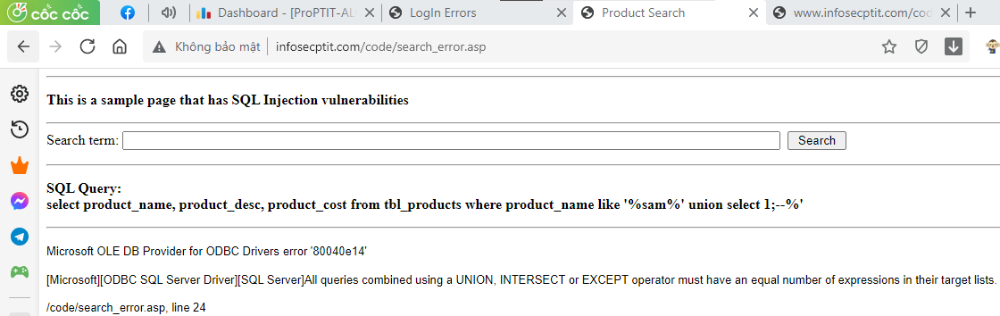 cốc cốc
Dashboard - [ProPTIT-AL
LogIn Errors
Product Search
www.infosecptit.com/cod
Không bảo mật
infosecptit.com/code/search_error.asp
This is a sample page that has SQL Injection vulnerabilities
Search term:
Search
SQL Query:
select product_name, product_desc, product_cost from tbl_products where product_name like '%sam%' union select 1;--%'
Microsoft OLE DB Provider for ODBC Drivers error '80040e14'
[Microsoft][ODBC SQL Server Driver][SQL Server]All queries combined using a UNION, INTERSECT or EXCEPT operator must have an equal number of expressions in their target lists.
/code/search_error.asp, line 24